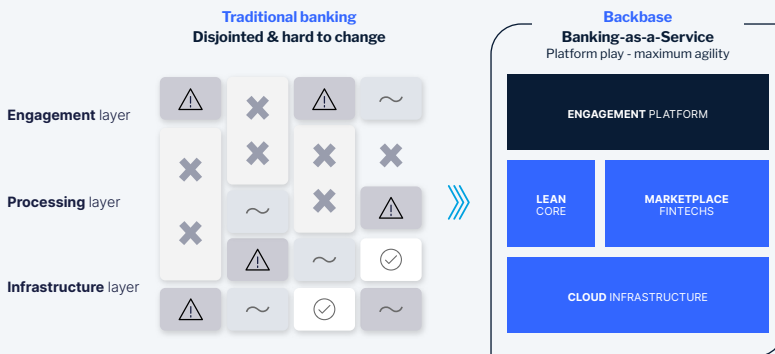 Traditional banking
Disjointed & hard to change
Engagement layer
Processing layer
Infrastructure layer
Backbase
Banking-as-a-Service
Platform play - maximum agility
ENGAGEMENT PLATFORM
LEAN
CORE
MARKETPLACE
FINTECHS
CLOUD INFRASTRUCTURE